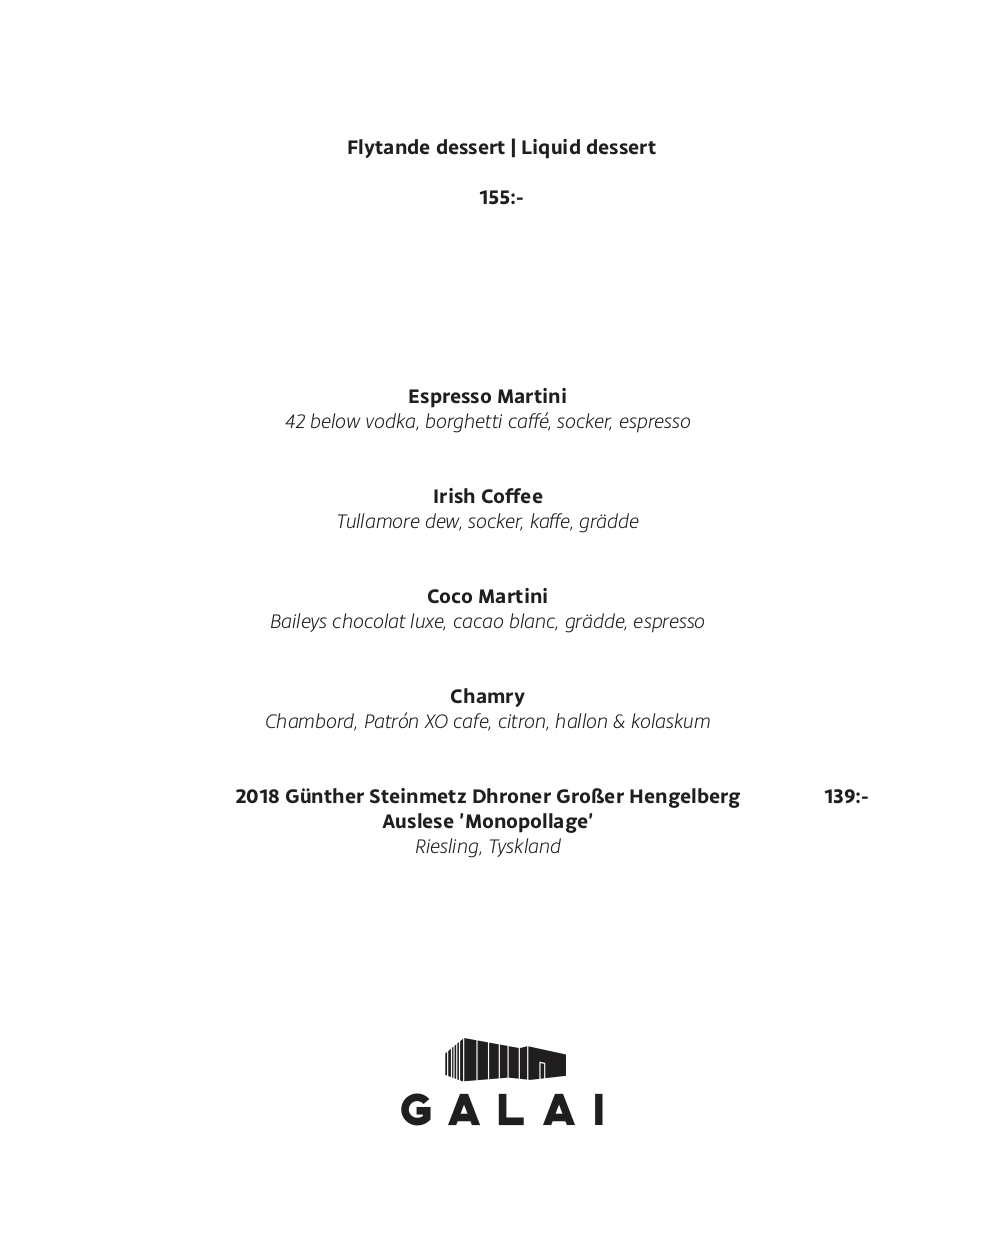 Flytande dessert | Liquid dessert
155:-
Espresso Martini
42 below vodka, borghetti caffé, socker, espresso
Irish Coffee
Tullamore dew, socker, kaffe, grädde
Coco Martini
Baileys chocolat luxe, cacao blanc, grädde, espresso
Chamry
Chambord, Patrón XO cafe, citron, hallon & kolaskum
2018 Günther Steinmetz Dhroner Großer Hengelberg 139:-
Auslese ’Monopollage’
Riesling, Tyskland
GALAI